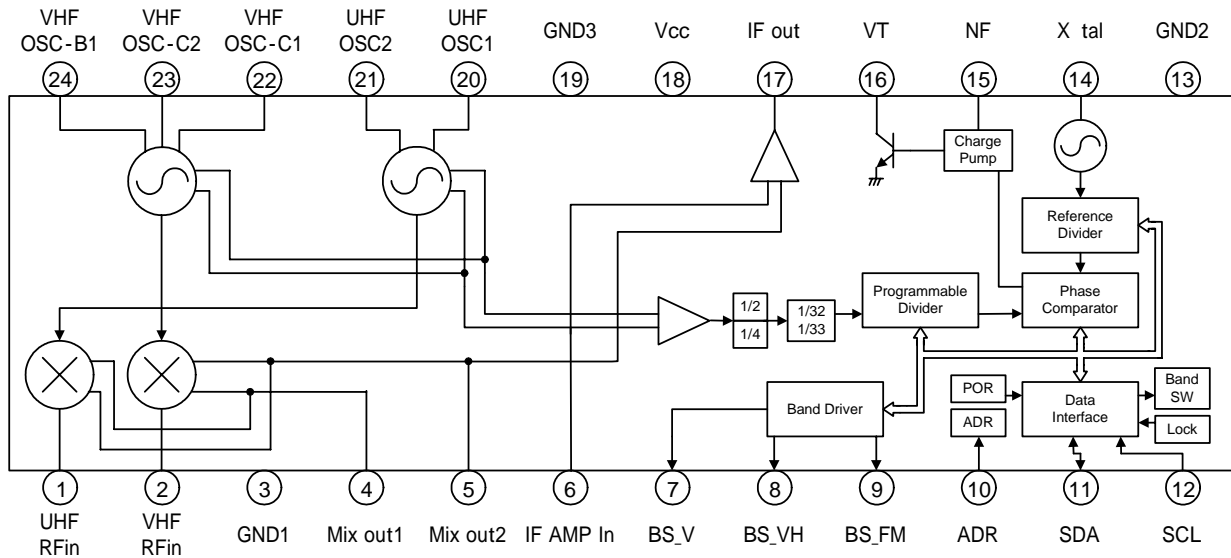 VHF
OSC-B1
VHF
OSC-C2
VHF
OSC-C1
UHF
OSC2
UHF
OSC1
GND3
Vcc
IF out
VT
NF
X tal
GND2
24
23
22
21
20
19
18
17
16
15
14
13
Charge
Pump
Reference
Divider
Programmable
Divider
Phase
Comparator
1/2
1/4
1/32
1/33
Band Driver
POR
ADR
Data
Interface
Band
SW
Lock
1
2
3
4
5
6
7
8
9
10
11
12
UHF
RFin
VHF
RFin
GND1
Mix out1
Mix out2
IF AMP In
BS_V
BS_VH
BS_FM
ADR
SDA
SCL